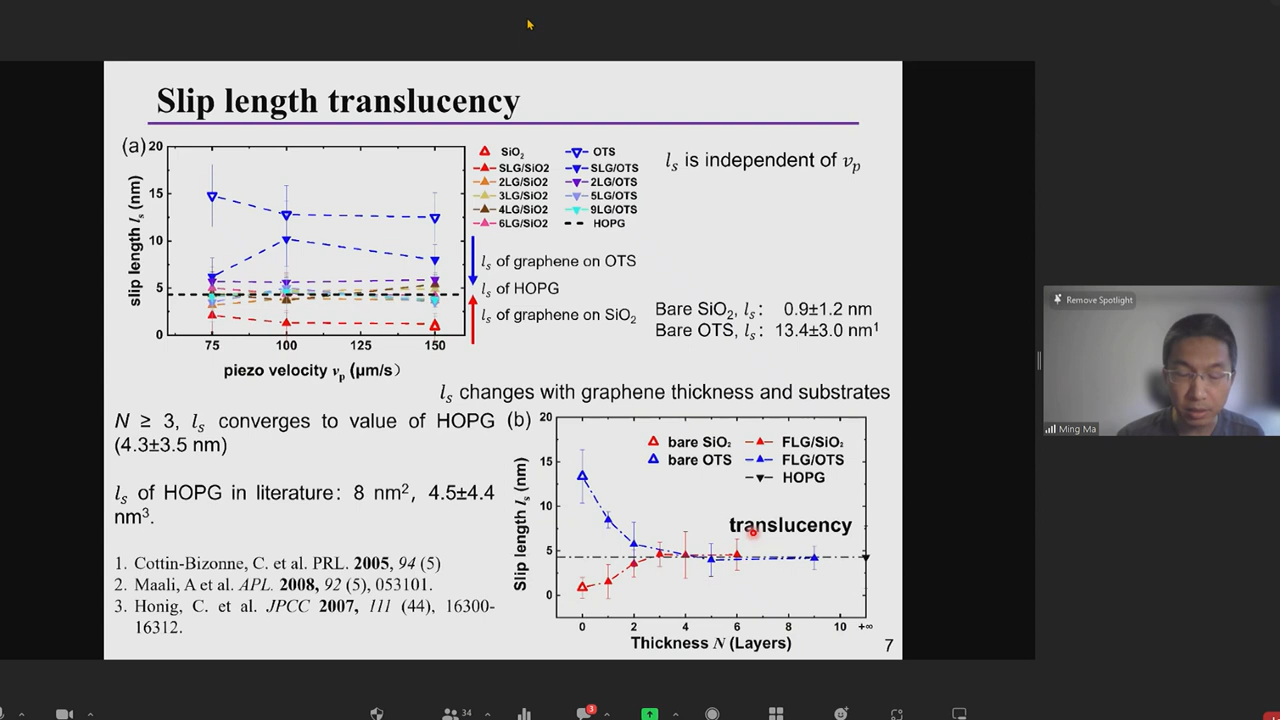 Slip length translucency
(a)
20
15
10
5
0
75
100
125
150
slip length ls (nm)
piezo velocity vp (μm/s)
SiO2
SLG/SiO2
2LG/SiO2
3LG/SiO2
4LG/SiO2
6LG/SiO2
OTS
SLG/OTS
2LG/OTS
5LG/OTS
9LG/OTS
HOPG
ls of graphene on OTS
ls of HOPG
ls of graphene on SiO2
ls is independent of vp
Bare SiO2, ls: 0.9±1.2 nm
Bare OTS, ls: 13.4±3.0 nm1
ls changes with graphene thickness and substrates
N ≥ 3, ls converges to value of HOPG
(4.3±3.5 nm)
ls of HOPG in literature: 8 nm2, 4.5±4.4
nm3.
1. Cottin-Bizonne, C. et al. PRL. 2005, 94 (5)
2. Maali, A et al. APL. 2008, 92 (5), 053101.
3. Honig, C. et al. JPCC 2007, 111 (44), 16300-
16312.
(b)
20
15
10
5
0
Slip length ls (nm)
bare SiO2
bare OTS
FLG/SiO2
FLG/OTS
HOPG
translucency
0
2
4
6
8
10
+∞
Thickness N (Layers)
7
Remove Spotlight
Ming Ma
34
3